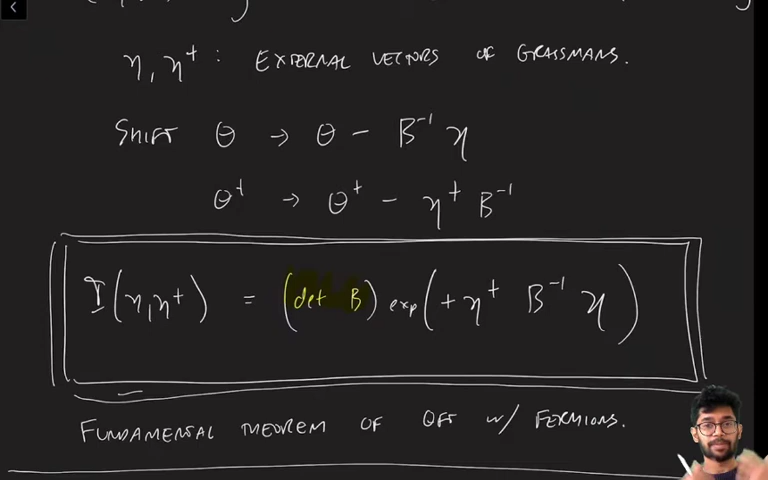 η, η† : EXTERNAL VECTORS OF GRASSMANS.
SHIFT θ → θ - B⁻¹ η
θ† → θ† - η† B⁻¹
I(η,η†) = (det B) exp(+ η† B⁻¹ η)
FUNDAMENTAL THEOREM OF QFT W/ FERMIONS.